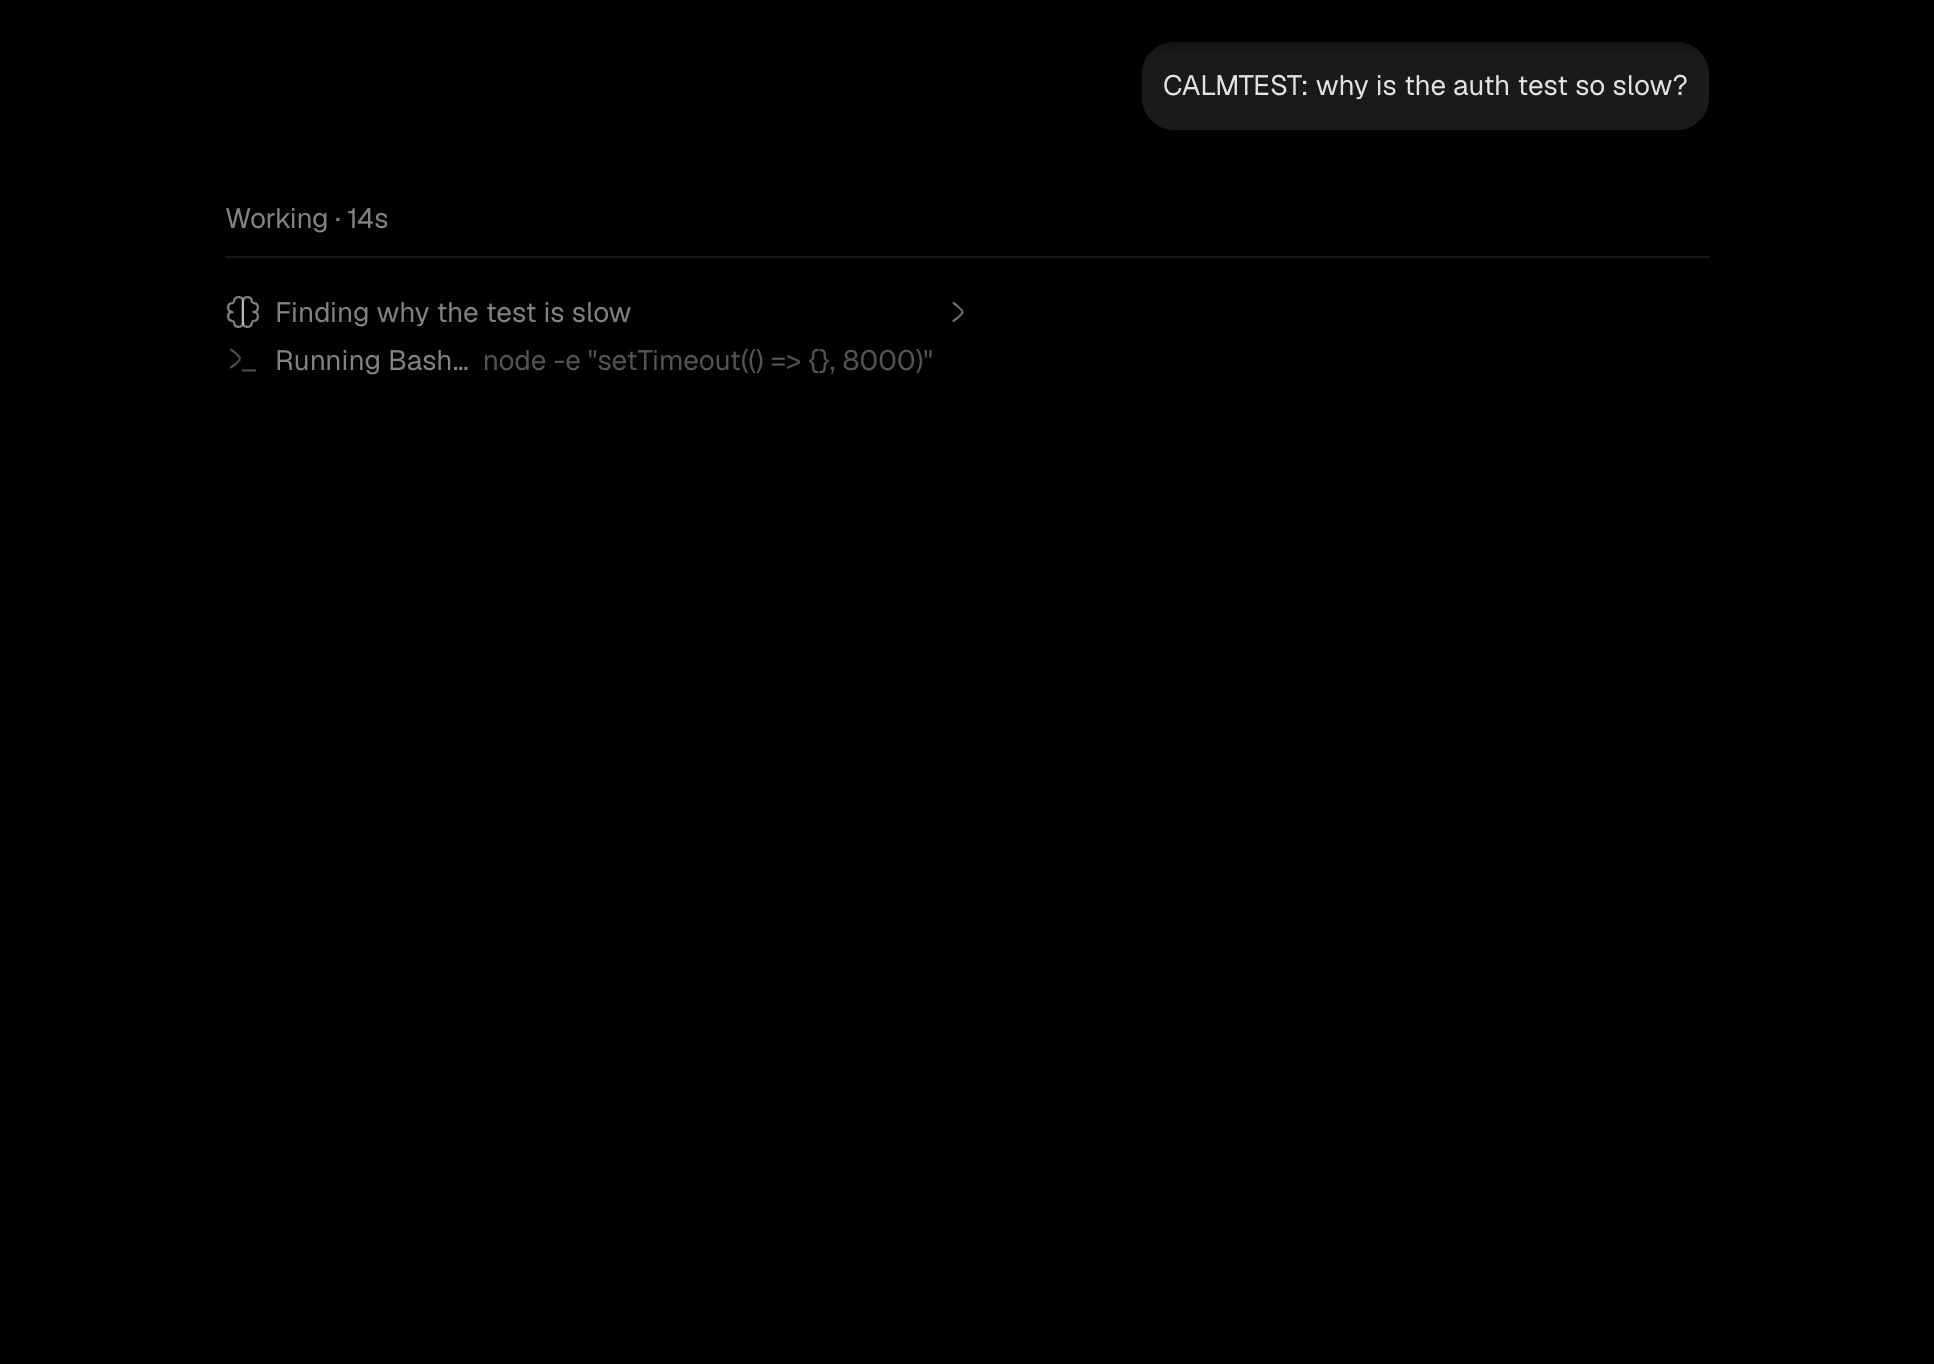 CALMTEST: why is the auth test so slow?
Working · 14s
Finding why the test is slow
Running Bash… node -e "setTimeout(() => {}, 8000)"